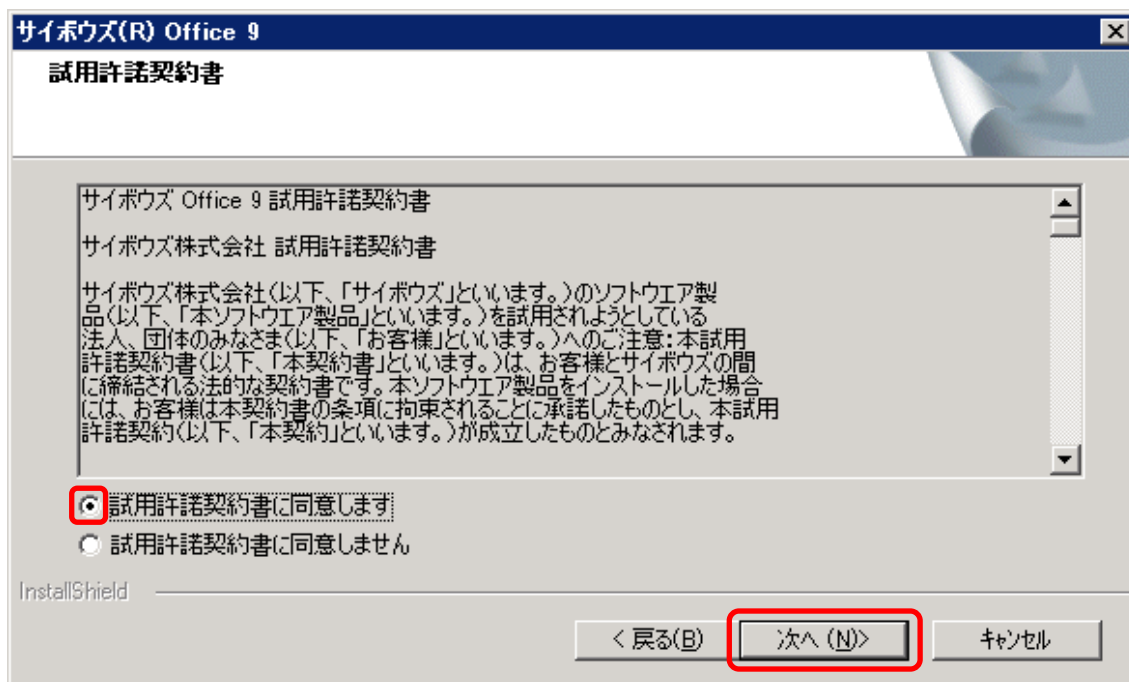 サイボウズ(R) Office 9
試用許諾契約書
サイボウズ Office 9 試用許諾契約書
サイボウズ株式会社 試用許諾契約書
サイボウズ株式会社(以下、「サイボウズ」といいます。)のソフトウエア製
品(以下、「本ソフトウエア製品」といいます。)を試用されようとしている
法人、団体のみなさま(以下、「お客様」といいます。)へのご注意:本試用
許諾契約書(以下、「本契約書」といいます。)は、お客様とサイボウズの間
に締結される法的な契約書です。本ソフトウエア製品をインストールした場合
には、お客様は本契約書の条項に拘束されることに承諾したものとし、本試用
許諾契約(以下、「本契約」といいます。)が成立したものとみなされます。
試用許諾契約書に同意します
試用許諾契約書に同意しません
InstallShield
< 戻る(B) 次へ (N)> キャンセル